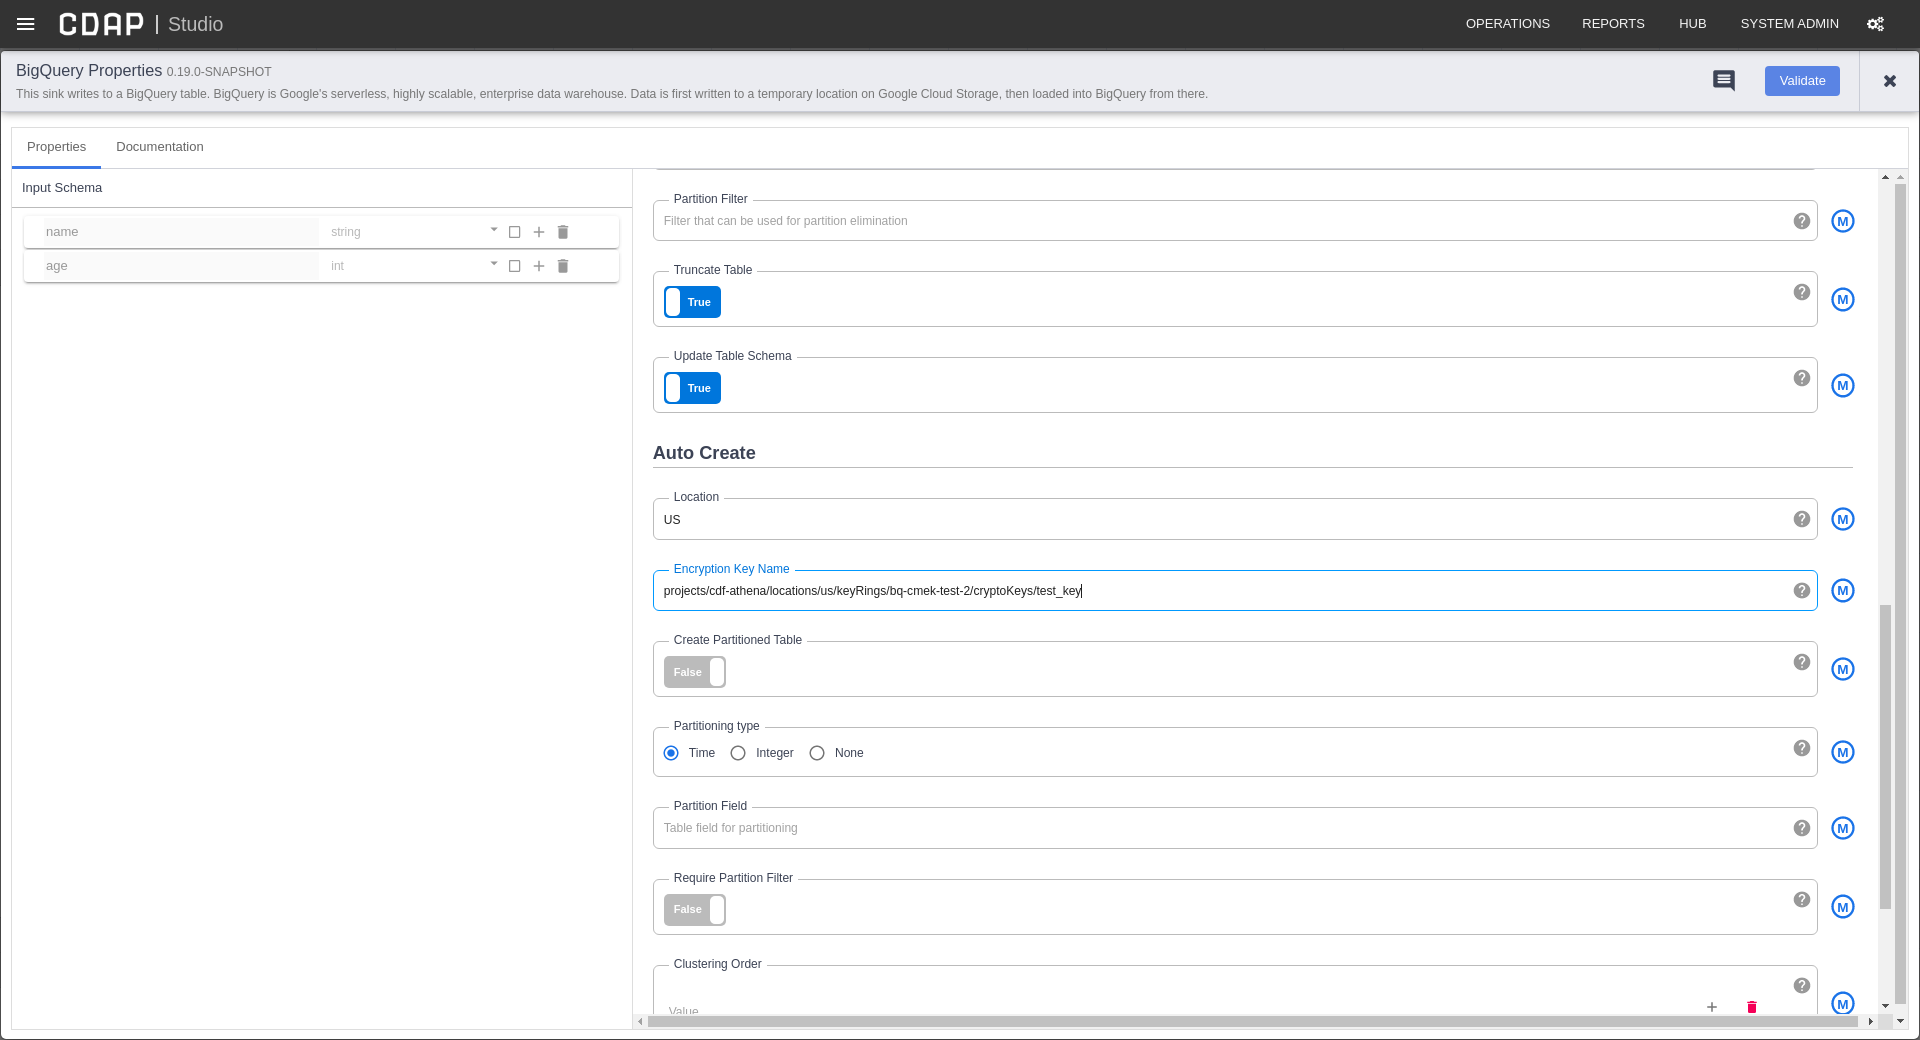 CDAP | Studio
OPERATIONS REPORTS HUB SYSTEM ADMIN
BigQuery Properties 0.19.0-SNAPSHOT
This sink writes to a BigQuery table. BigQuery is Google's serverless, highly scalable, enterprise data warehouse. Data is first written to a temporary location on Google Cloud Storage, then loaded into BigQuery from there.
Validate
Properties Documentation
Input Schema
name string
age int
Partition Filter
Filter that can be used for partition elimination
M
Truncate Table
True
M
Update Table Schema
True
M
Auto Create
Location
US
M
Encryption Key Name
projects/cdf-athena/locations/us/keyRings/bq-cmek-test-2/cryptoKeys/test_key
M
Create Partitioned Table
False
M
Partitioning type
Time Integer None
M
Partition Field
Table field for partitioning
M
Require Partition Filter
False
M
Clustering Order
Value
M